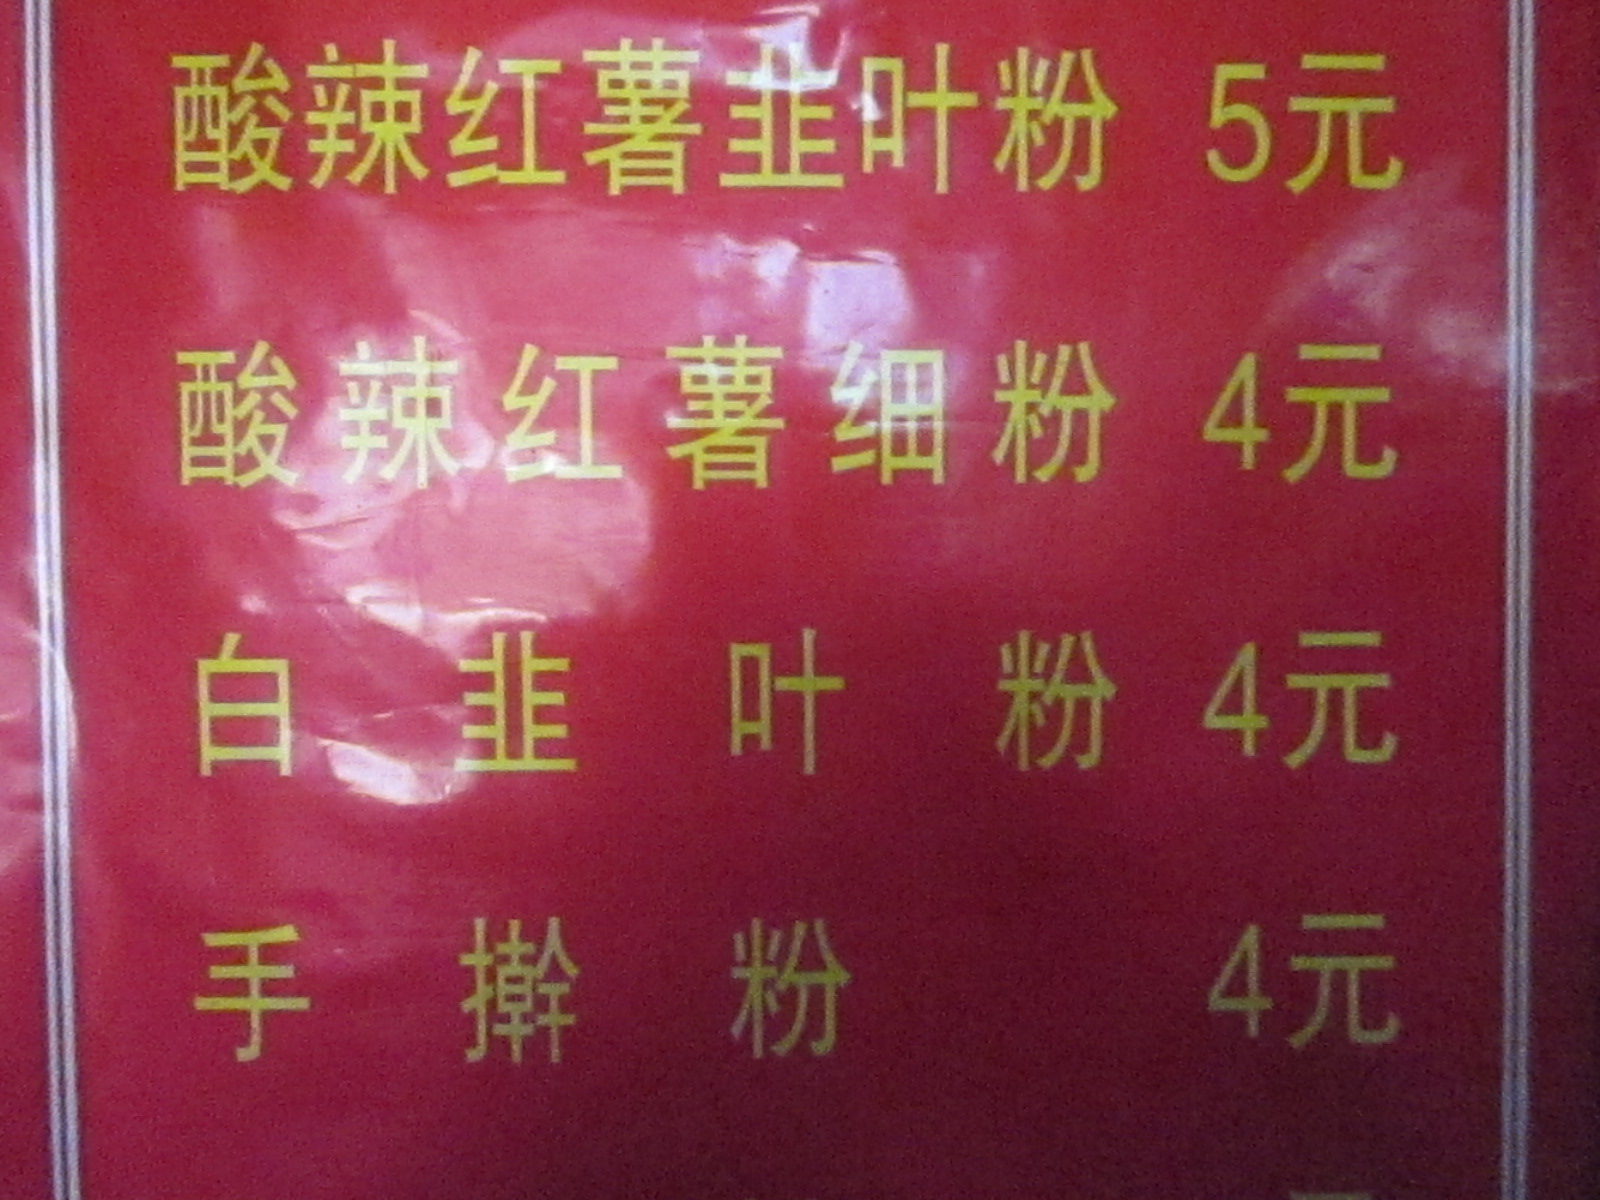 酸辣红薯韭叶粉 5元
酸辣红薯细粉 4元
白韭叶粉 4元
手擀粉 4元